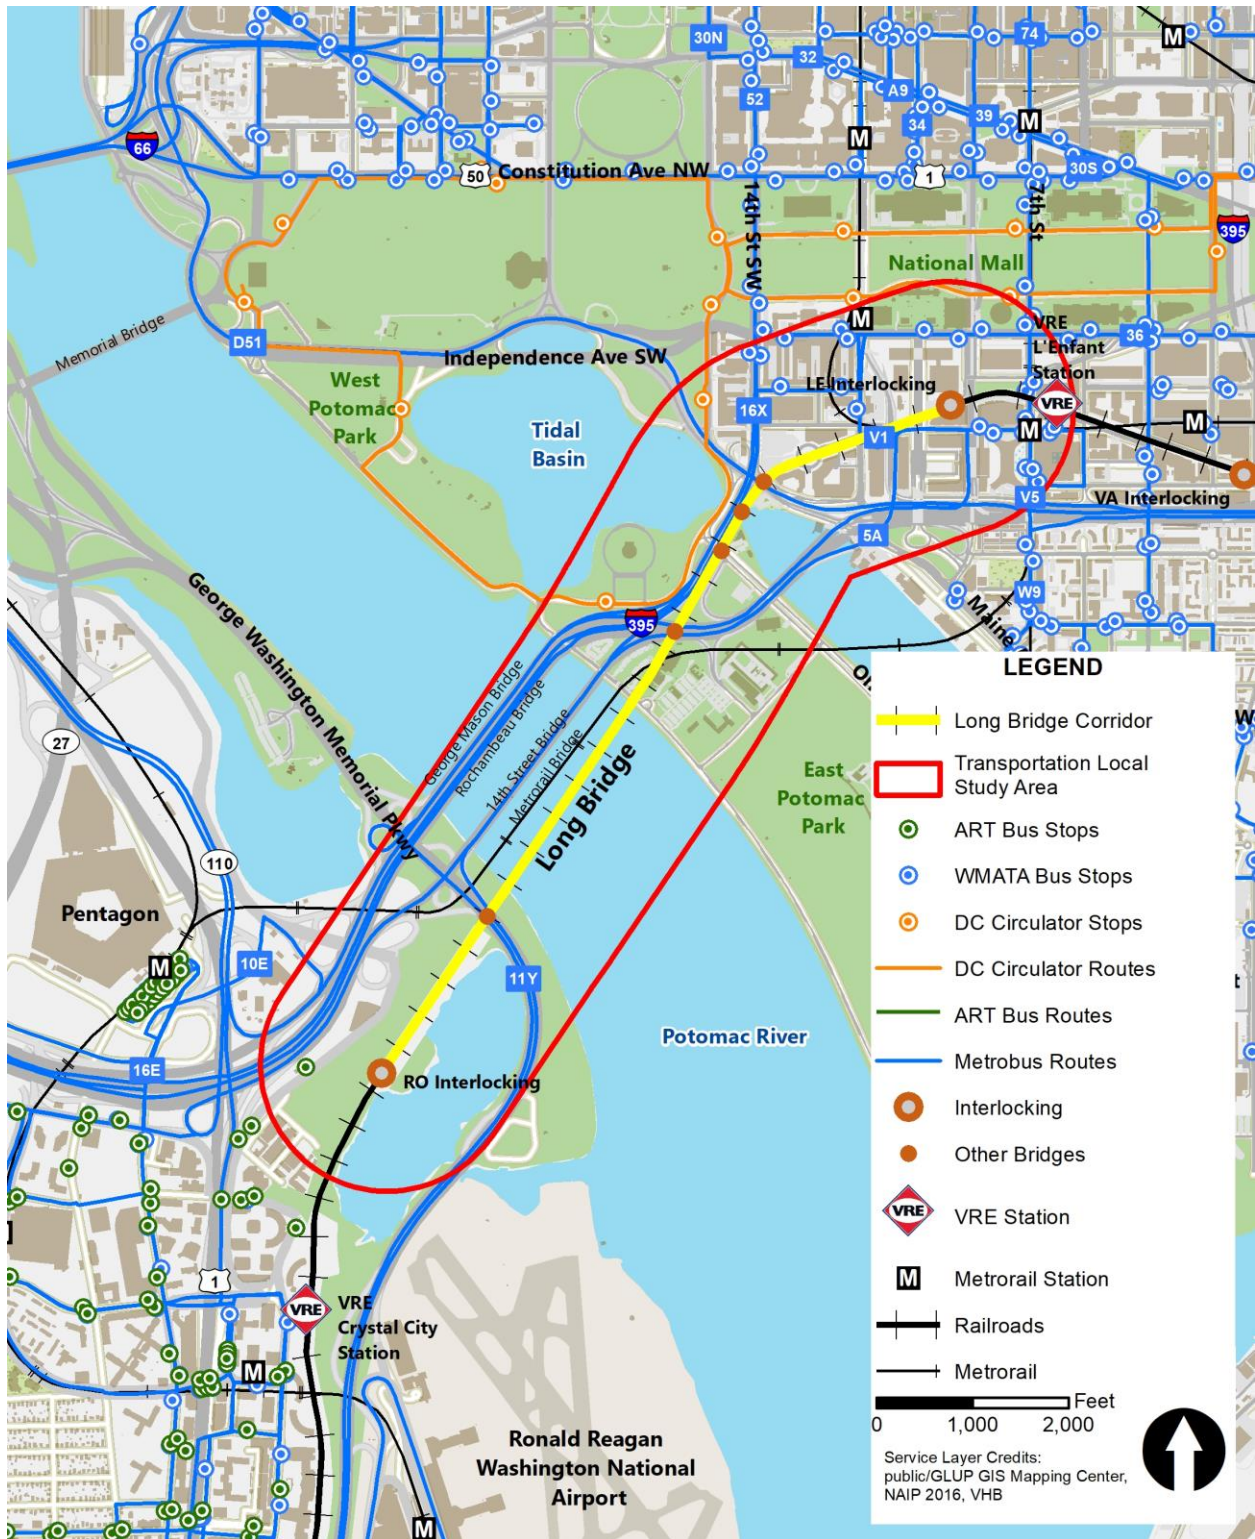 30N
32
74
M
52
A9
34
39
M
M
30S
66
50
Constitution Ave NW
1
14th St SW
7th St
395
National Mall
Memorial Bridge
D51
Independence Ave SW
M
VRE
L'Enfant
Station
36
West
Potomac
Park
LE Interlocking
VRE
16X
Tidal
Basin
V1
M
M
VA Interlocking
V5
5A
George Washington Memorial Pkwy
W9
Maine
395
George Mason Bridge
Rochambeau Bridge
14th Street Bridge
Metrorail Bridge
Long Bridge
27
110
East
Potomac
Park
Pentagon
M
10E
11Y
Potomac River
16E
RO Interlocking
1
VRE
VRE
Crystal City
Station
M
Ronald Reagan
Washington National
Airport
M
LEGEND
Long Bridge Corridor
Transportation Local
Study Area
ART Bus Stops
WMATA Bus Stops
DC Circulator Stops
DC Circulator Routes
ART Bus Routes
Metrobus Routes
Interlocking
Other Bridges
VRE
VRE Station
M
Metrorail Station
Railroads
Metrorail
Feet
0 1,000 2,000
Service Layer Credits:
public/GLUP GIS Mapping Center,
NAIP 2016, VHB